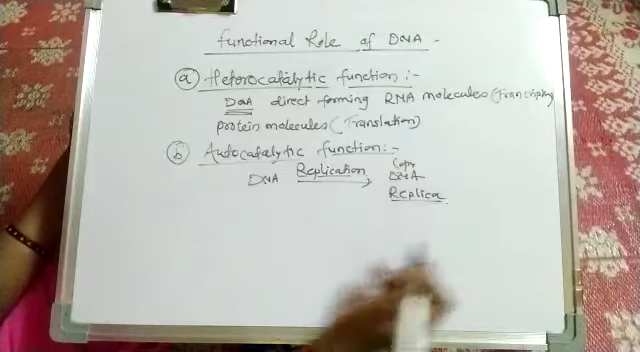 Functional Role of DNA -
(a) Heterocatalytic function :-
DNA direct forming RNA molecules (Transcription)
protein molecules (Translation)
(b) Autocatalytic function :-
DNA Replication Copy DNA
Replica